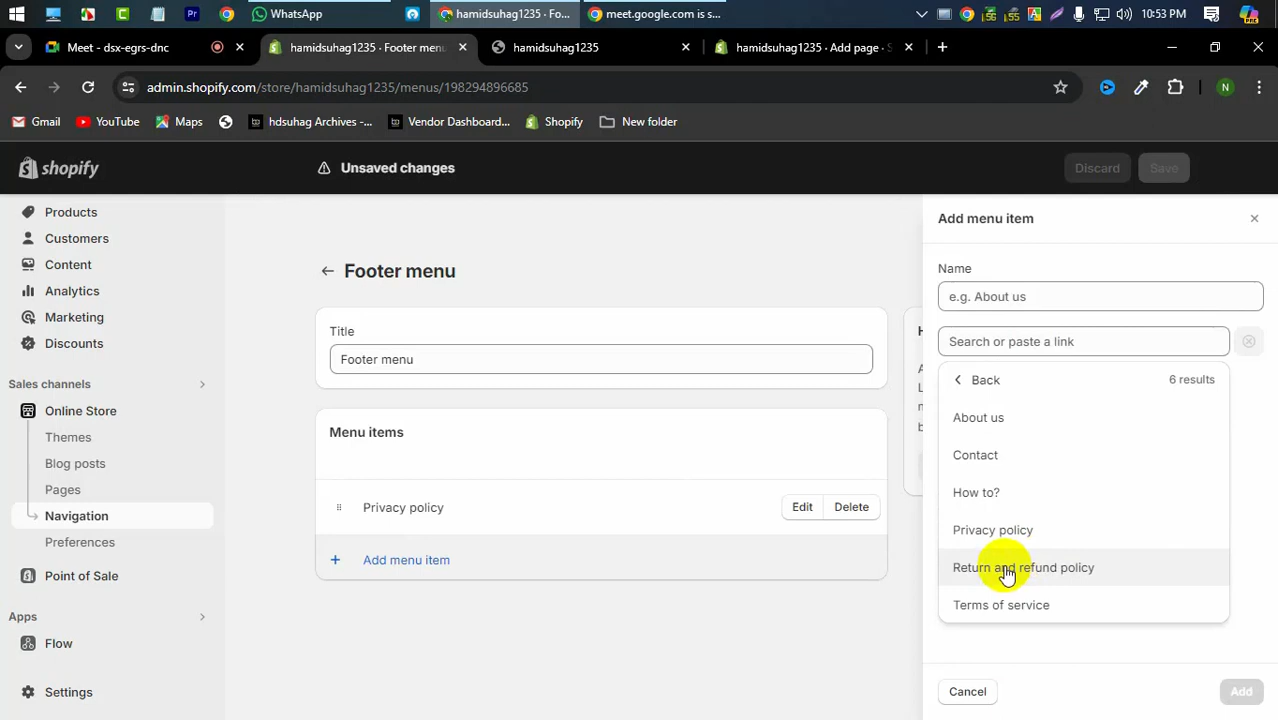 WhatsApp
hamidsuhag1235 - Fo...
meet.google.com is s...
10:53 PM
Meet - dsx-egrs-dnc
hamidsuhag1235 · Footer menu
hamidsuhag1235
hamidsuhag1235 · Add page · S
admin.shopify.com/store/hamidsuhag1235/menus/198294896685
N
Gmail
YouTube
Maps
hdsuhag Archives -...
Vendor Dashboard...
Shopify
New folder
shopify
Unsaved changes
Discard
Save
Products
Customers
Content
Analytics
Marketing
Discounts
Sales channels
Online Store
Themes
Blog posts
Pages
Navigation
Preferences
Point of Sale
Apps
Flow
Settings
Footer menu
Title
Footer menu
Menu items
Privacy policy
Edit
Delete
Add menu item
Add menu item
Name
e.g. About us
Search or paste a link
Back
6 results
About us
Contact
How to?
Privacy policy
Return and refund policy
Terms of service
Cancel
Add